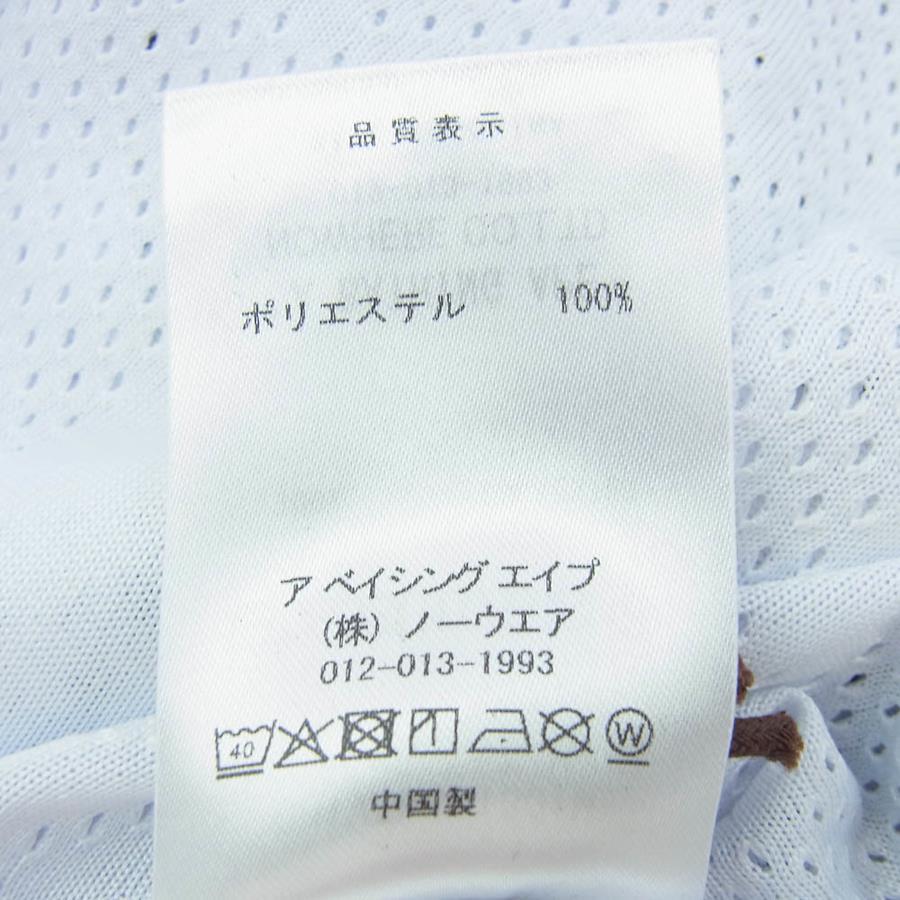 品質表示
ポリエステル 100%
アベイシングエイプ
(株) ノーウエア
012-013-1993
40 W
中国製